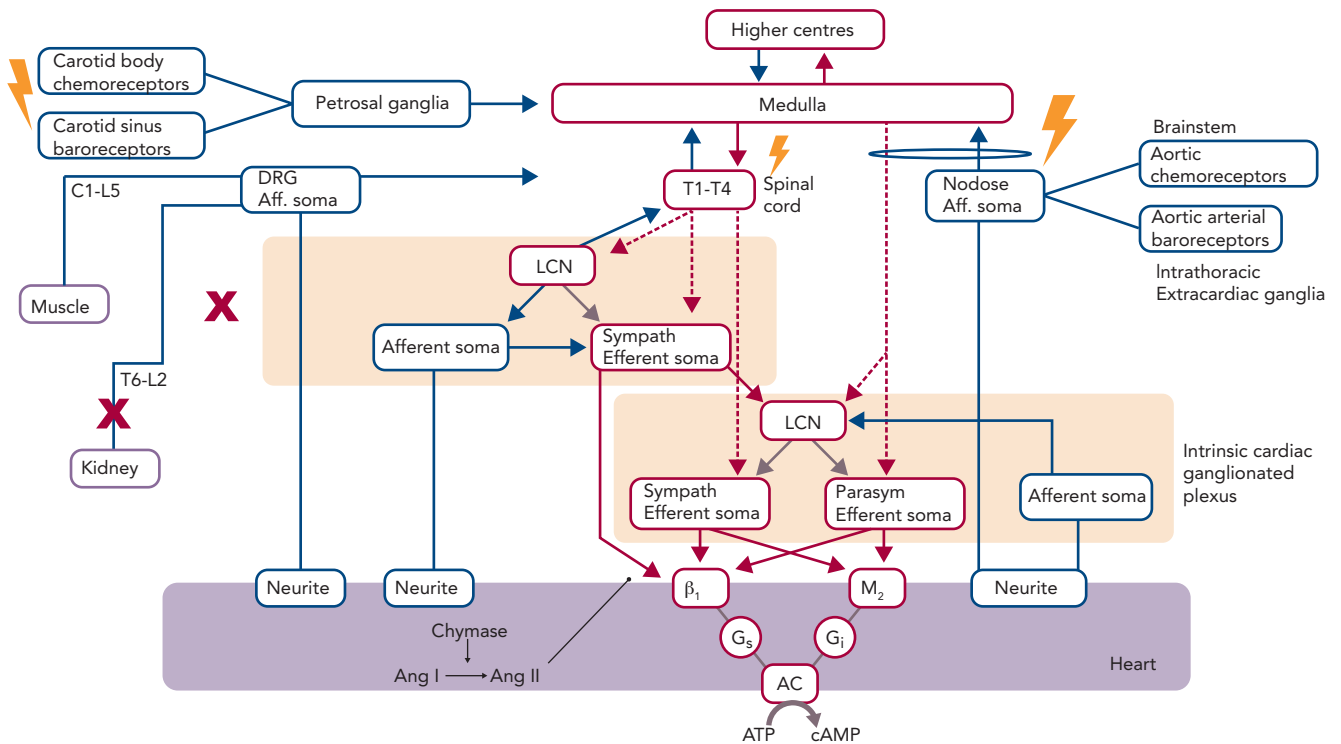 Higher centres
Carotid body
chemoreceptors
Petrosal ganglia
Medulla
Carotid sinus
baroreceptors
Brainstem
Aortic
chemoreceptors
C1-L5
DRG
Aff. soma
T1-T4
Spinal
cord
Nodose
Aff. soma
Aortic arterial
baroreceptors
LCN
Intrathoracic
Extracardiac ganglia
Muscle
X
Afferent soma
Sympath
Efferent soma
T6-L2
X
LCN
Kidney
Intrinsic cardiac
ganglionated
plexus
Sympath
Efferent soma
Parasym
Efferent soma
Afferent soma
Neurite
Neurite
β1
M2
Neurite
Chymase
Gs
Gi
Heart
Ang I
Ang II
AC
ATP
cAMP